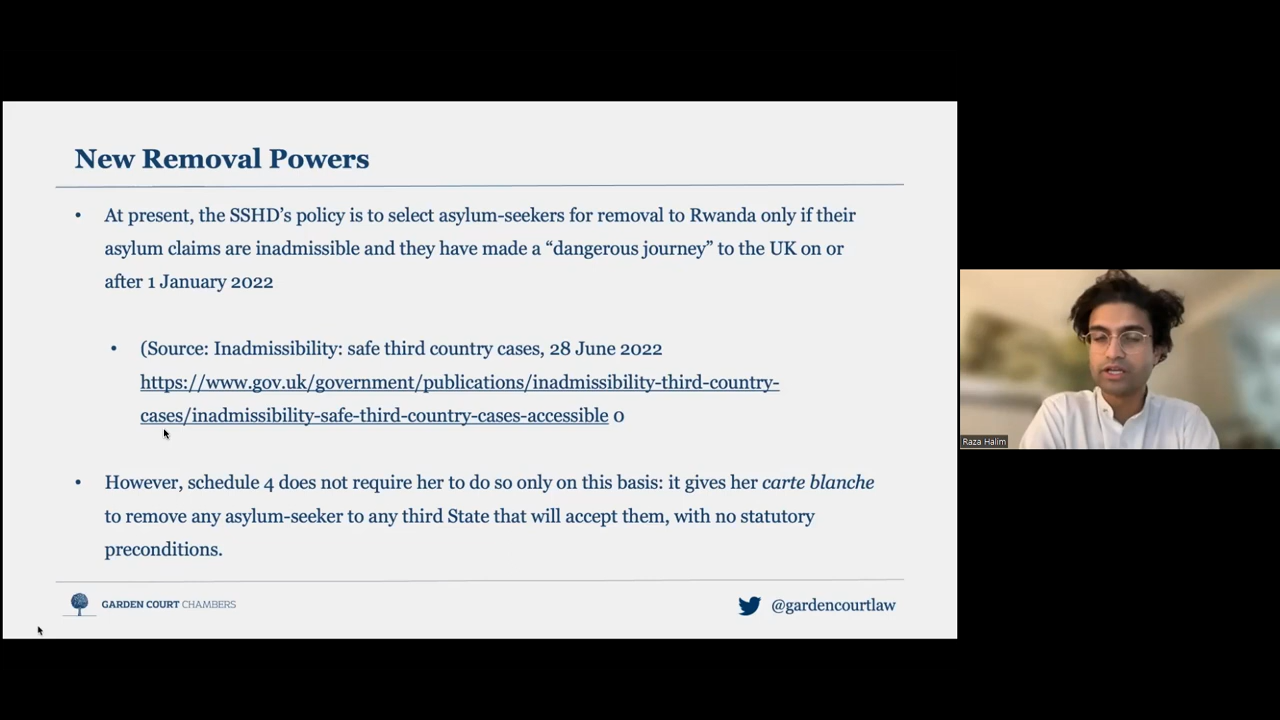 New Removal Powers
• At present, the SSHD’s policy is to select asylum-seekers for removal to Rwanda only if their
asylum claims are inadmissible and they have made a “dangerous journey” to the UK on or
after 1 January 2022
• (Source: Inadmissibility: safe third country cases, 28 June 2022
https://www.gov.uk/government/publications/inadmissibility-third-country-
cases/inadmissibility-safe-third-country-cases-accessible 0
• However, schedule 4 does not require her to do so only on this basis: it gives her carte blanche
to remove any asylum-seeker to any third State that will accept them, with no statutory
preconditions.
GARDEN COURT CHAMBERS
@gardencourtlaw
Raza Halim